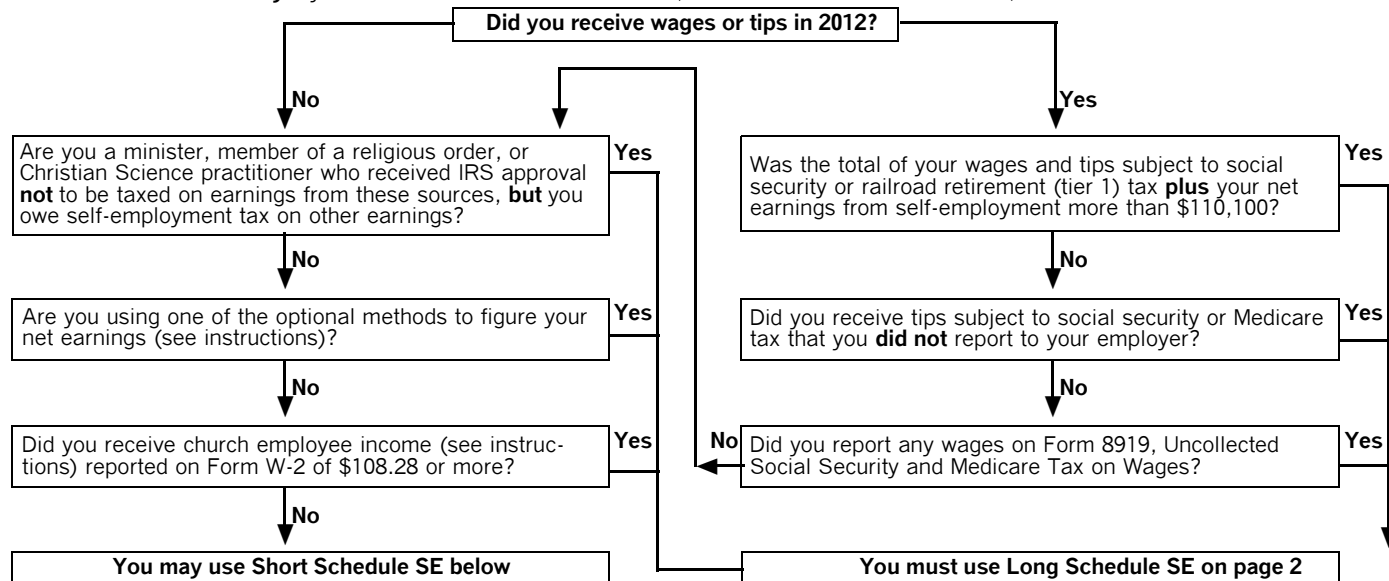 Did you receive wages or tips in 2012?
No
Yes
Are you a minister, member of a religious order, or
Christian Science practitioner who received IRS approval
not to be taxed on earnings from these sources, but you
owe self-employment tax on other earnings?
Yes
Was the total of your wages and tips subject to social
security or railroad retirement (tier 1) tax plus your net
earnings from self-employment more than $110,100?
Yes
No
No
Are you using one of the optional methods to figure your
net earnings (see instructions)?
Yes
Did you receive tips subject to social security or Medicare
tax that you did not report to your employer?
Yes
No
No
Did you receive church employee income (see instruc-
tions) reported on Form W-2 of $108.28 or more?
Yes
No
Did you report any wages on Form 8919, Uncollected
Social Security and Medicare Tax on Wages?
Yes
No
You may use Short Schedule SE below
You must use Long Schedule SE on page 2